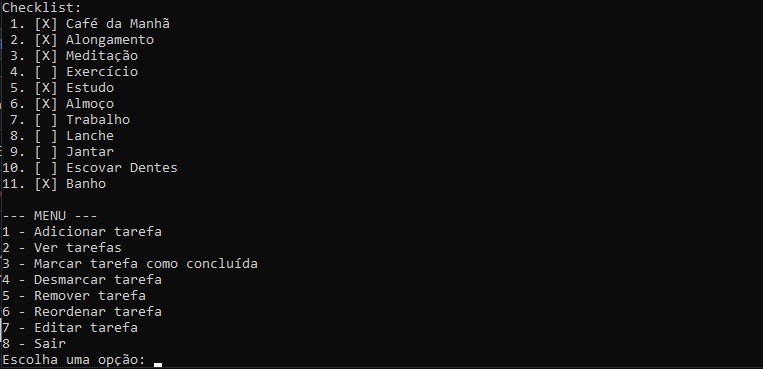 Checklist:
 1. [X] Café da Manhã
 2. [X] Alongamento
 3. [X] Meditação
 4. [ ] Exercício
 5. [X] Estudo
 6. [X] Almoço
 7. [ ] Trabalho
 8. [ ] Lanche
 9. [ ] Jantar
10. [ ] Escovar Dentes
11. [X] Banho

--- MENU ---
1 - Adicionar tarefa
2 - Ver tarefas
3 - Marcar tarefa como concluída
4 - Desmarcar tarefa
5 - Remover tarefa
6 - Reordenar tarefa
7 - Editar tarefa
8 - Sair
Escolha uma opção: